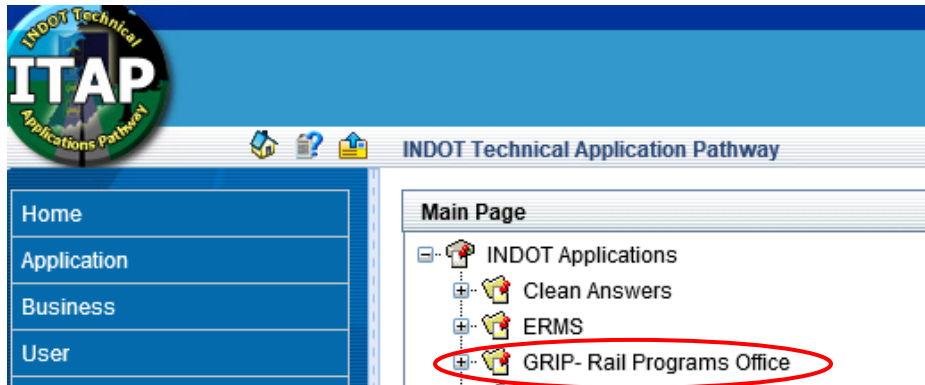 INDOT Technical
ITAP
Applications Pathway
INDOT Technical Application Pathway
Home
Application
Business
User
Main Page
INDOT Applications
Clean Answers
ERMS
GRIP- Rail Programs Office